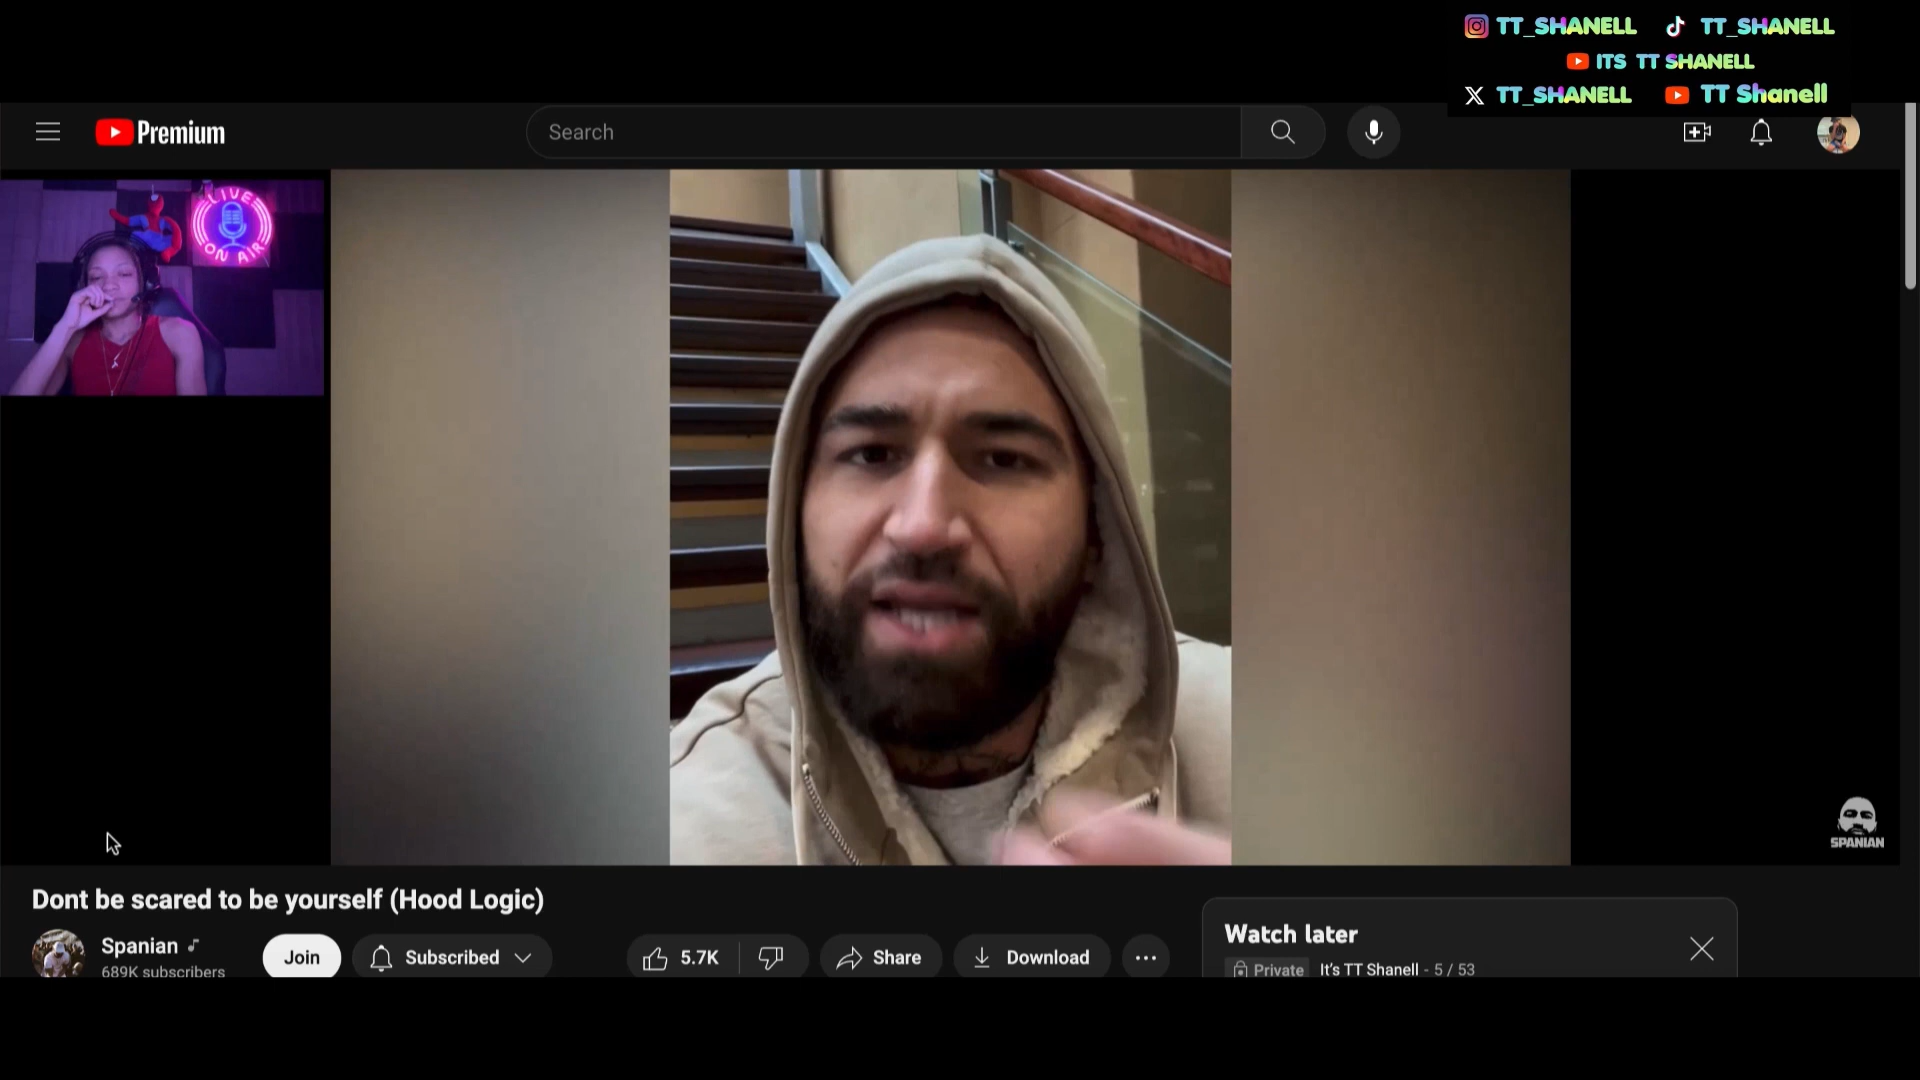 TT_SHANELL TT_SHANELL
ITS TT SHANELL
TT_SHANELL TT Shanell
Premium
Search
LIVE
ON AIR
SPANIAN
Dont be scared to be yourself (Hood Logic)
Spanian
689K subscribers
Join
Subscribed
5.7K
Share
Download
Watch later
Private It's TT Shanell - 5 / 53